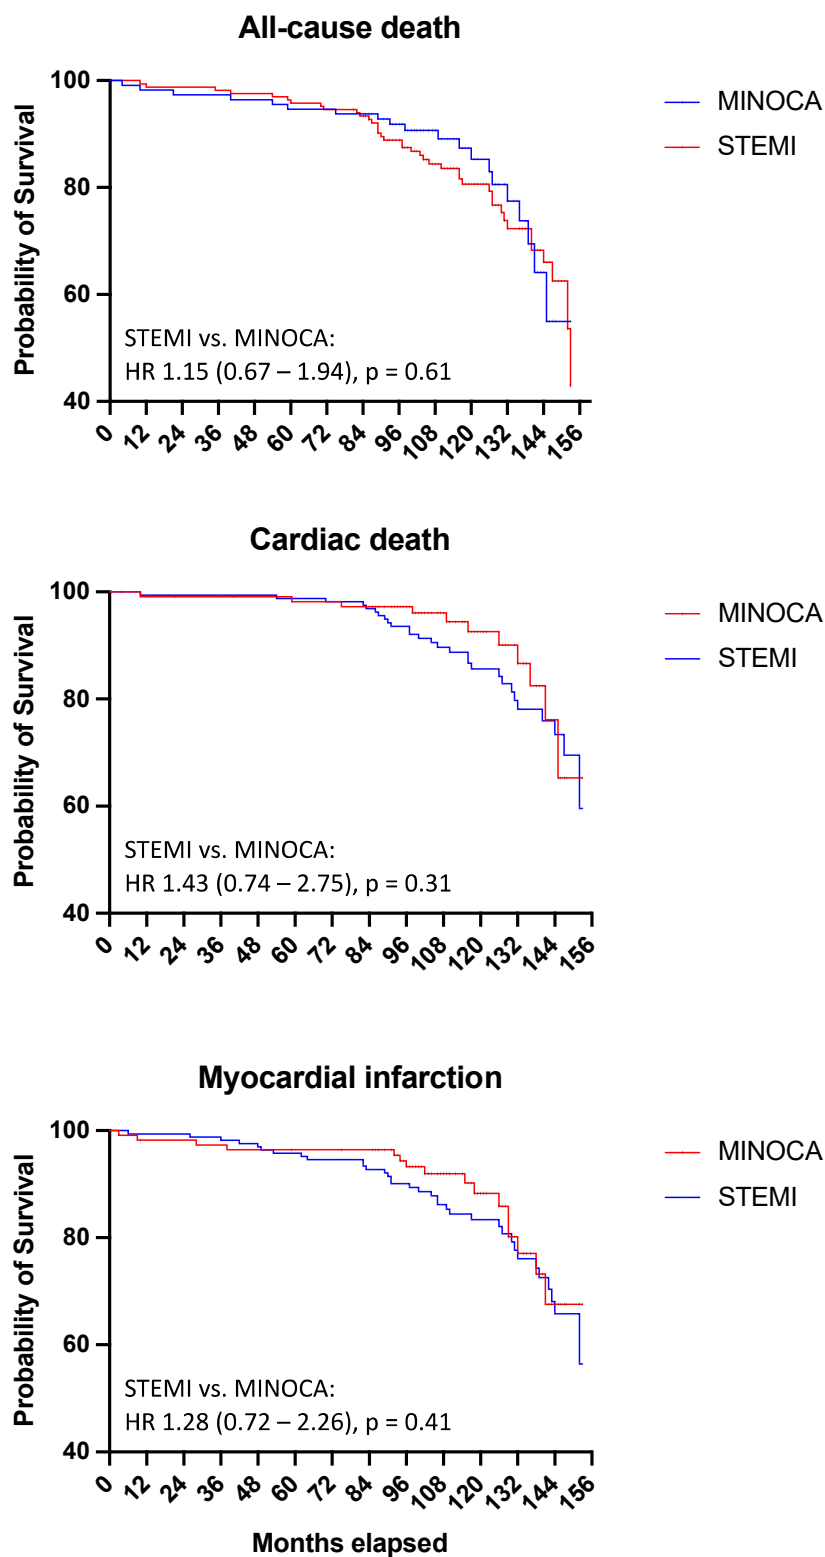 All-cause death
Probability of Survival
100
80
60
40
0 12 24 36 48 60 72 84 96 108 120 132 144 156
STEMI vs. MINOCA:
HR 1.15 (0.67 – 1.94), p = 0.61
MINOCA
STEMI
Cardiac death
Probability of Survival
100
80
60
40
0 12 24 36 48 60 72 84 96 108 120 132 144 156
STEMI vs. MINOCA:
HR 1.43 (0.74 – 2.75), p = 0.31
MINOCA
STEMI
Myocardial infarction
Probability of Survival
100
80
60
40
0 12 24 36 48 60 72 84 96 108 120 132 144 156
STEMI vs. MINOCA:
HR 1.28 (0.72 – 2.26), p = 0.41
MINOCA
STEMI
Months elapsed